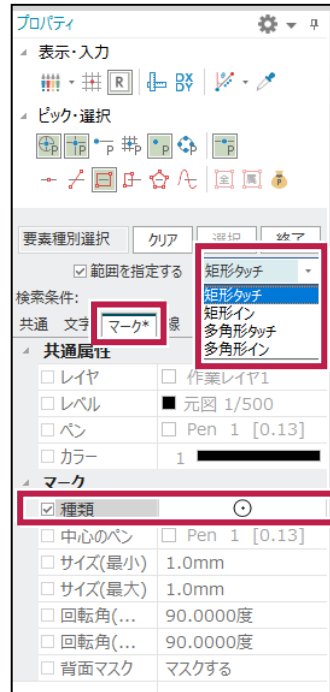 プロパティ
表示・入力
R DX BY
ピック・選択
P P P P P P P
全 属 P
要素種別選択 クリア 選択 終了
範囲を指定する 矩形タッチ
矩形タッチ
矩形イン
多角形タッチ
多角形イン
検索条件:
共通 文字 マーク* 線
共通属性
レイヤ 作業レイヤ1
レベル 元図 1/500
ペン Pen 1 [0.13]
カラー 1
マーク
種類
中心のペン Pen 1 [0.13]
サイズ(最小) 1.0mm
サイズ(最大) 1.0mm
回転角(... 90.0000度
回転角(... 90.0000度
背面マスク マスクする